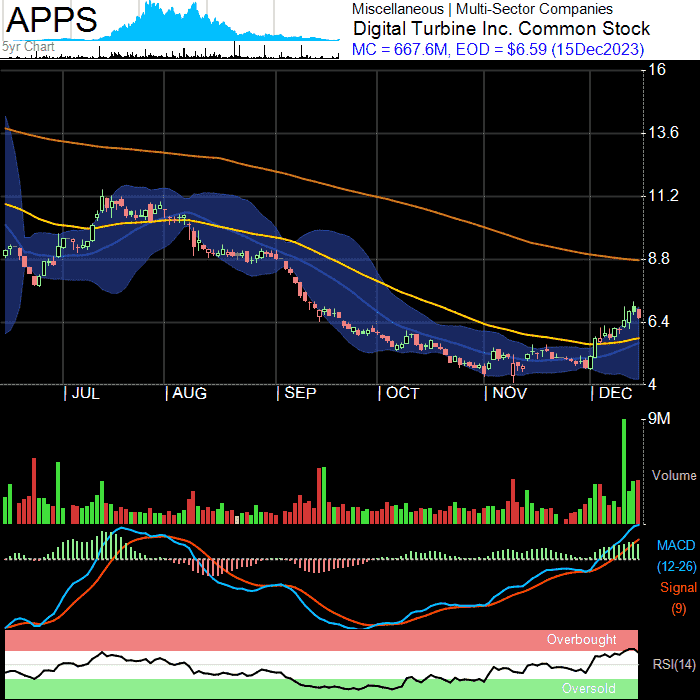 APPS
5yr Chart
Miscellaneous | Multi-Sector Companies
Digital Turbine Inc. Common Stock
MC = 667.6M, EOD = $6.59 (15Dec2023)
16
13.6
11.2
8.8
6.4
4
| JUL | AUG | SEP | OCT | NOV | DEC
9M
Volume
MACD
(12-26)
Signal
(9)
Overbought
RSI(14)
Oversold